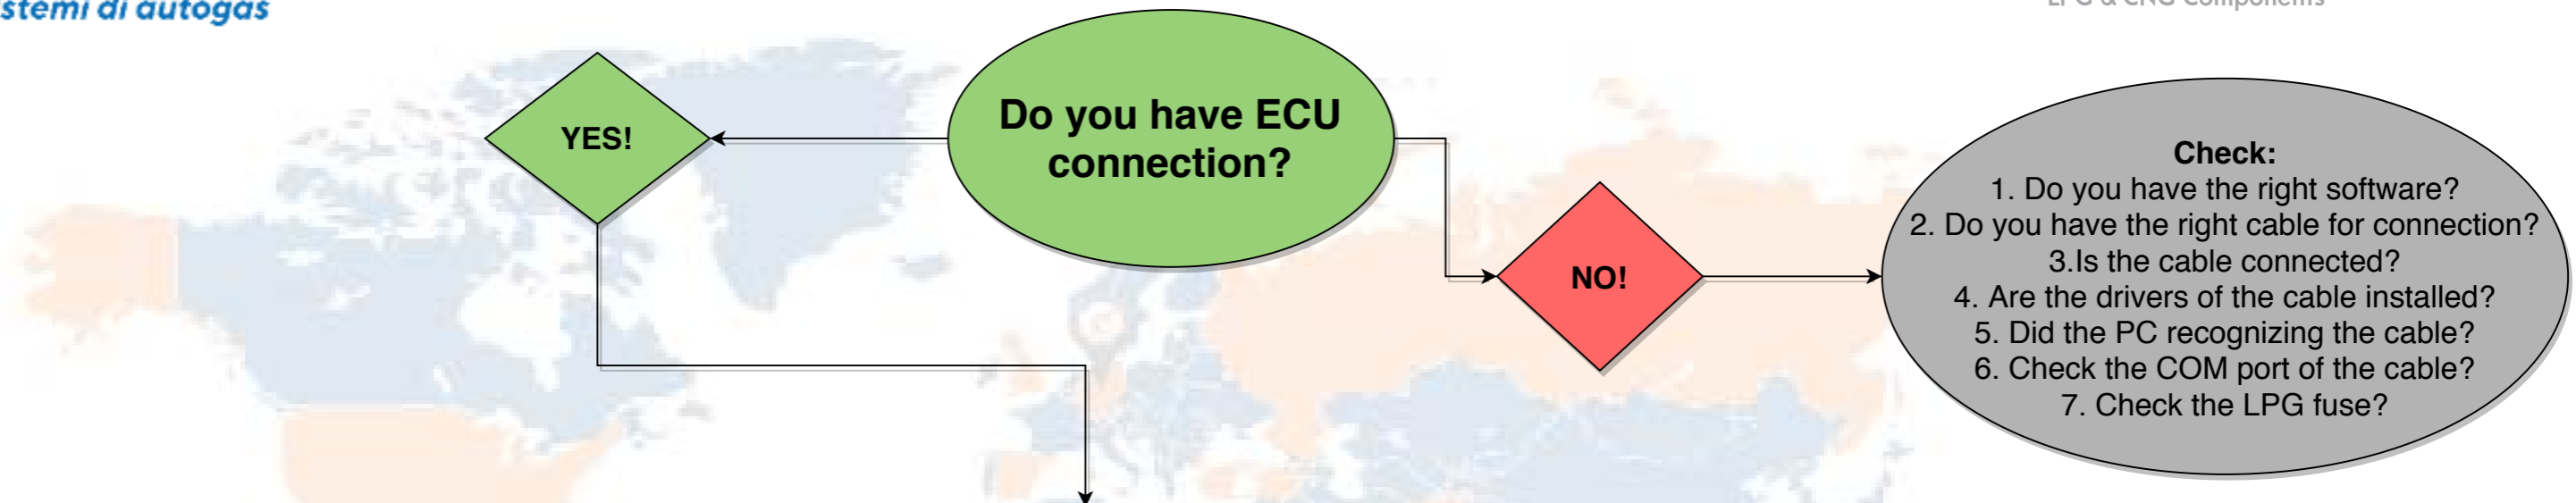 stemi di autogas
LPG & CNG Components
Do you have ECU
connection?
YES!
NO!
Check:
1. Do you have the right software?
2. Do you have the right cable for connection?
3.Is the cable connected?
4. Are the drivers of the cable installed?
5. Did the PC recognizing the cable?
6. Check the COM port of the cable?
7. Check the LPG fuse?